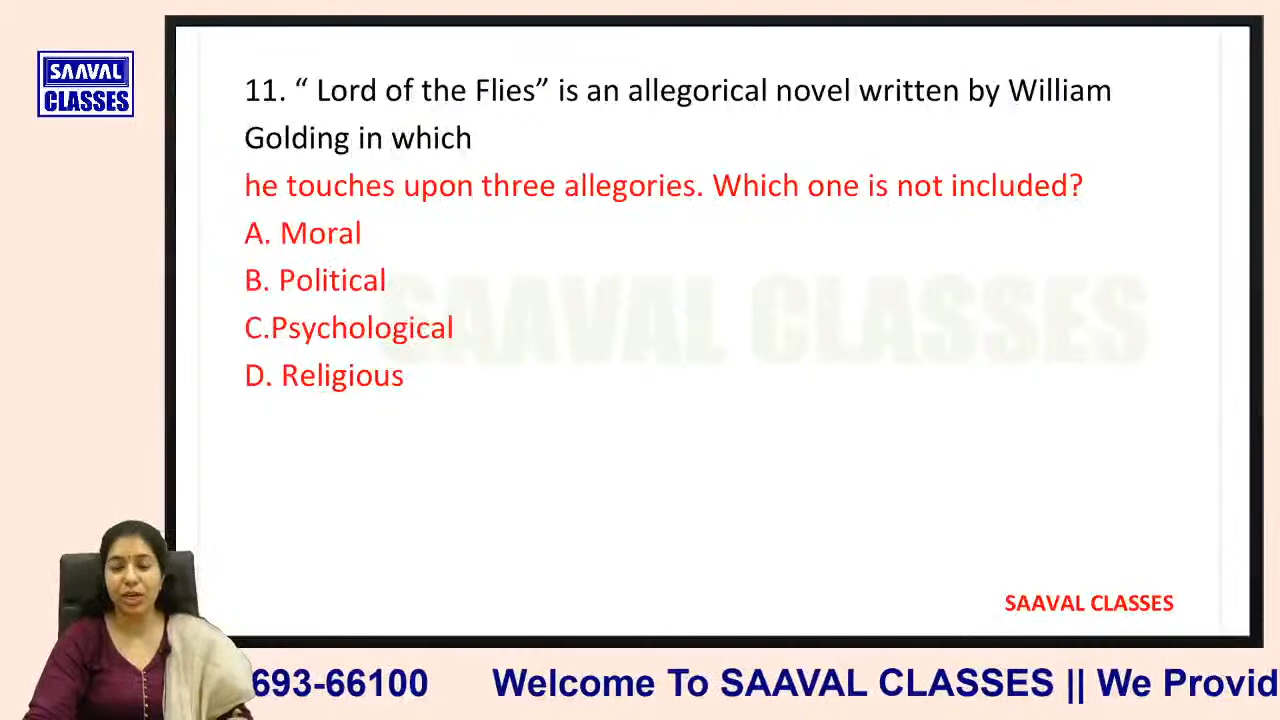 SAAVAL
CLASSES
11. “ Lord of the Flies” is an allegorical novel written by William
Golding in which
he touches upon three allegories. Which one is not included?
A. Moral
B. Political
C.Psychological
D. Religious
SAAVAL CLASSES
SAAVAL CLASSES
693-66100 Welcome To SAAVAL CLASSES || We Provid